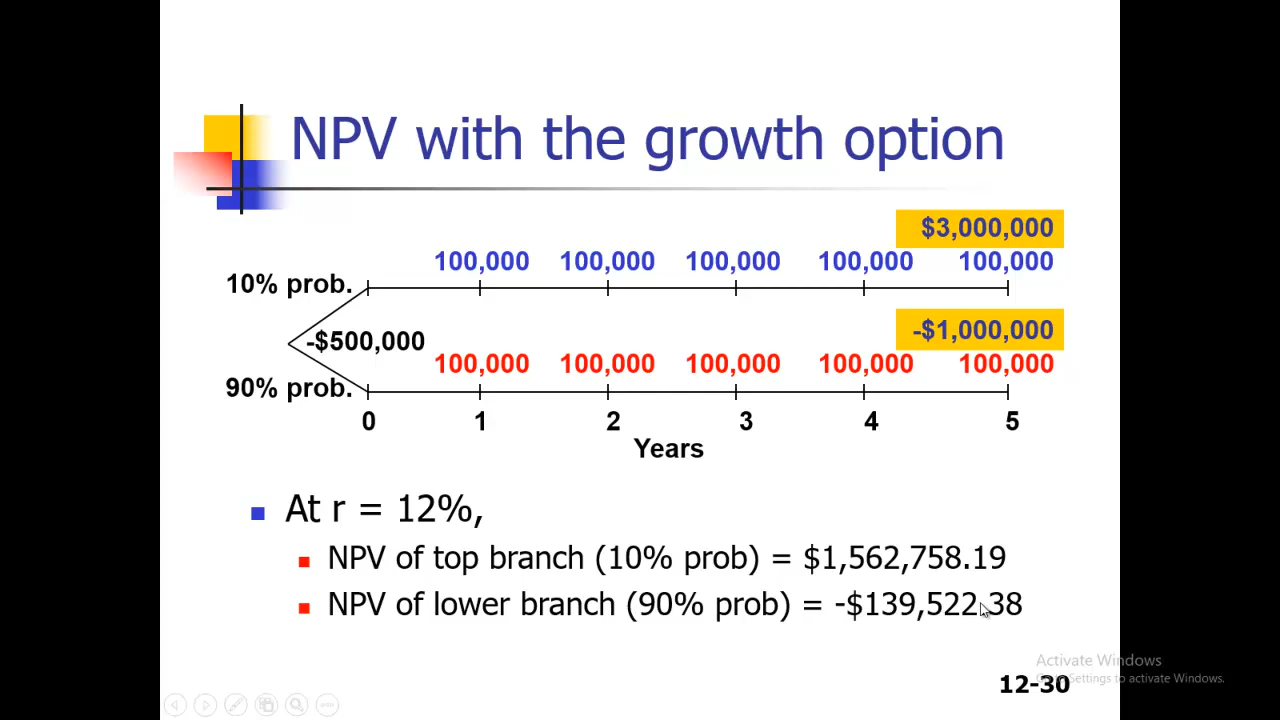 NPV with the growth option
$3,000,000
100,000 100,000 100,000 100,000 100,000
10% prob.
-$1,000,000
-$500,000
100,000 100,000 100,000 100,000 100,000
90% prob.
0 1 2 3 4 5
Years
At r = 12%,
NPV of top branch (10% prob) = $1,562,758.19
NPV of lower branch (90% prob) = -$139,522.38
Activate Windows
Go to Settings to activate Windows.
12-30